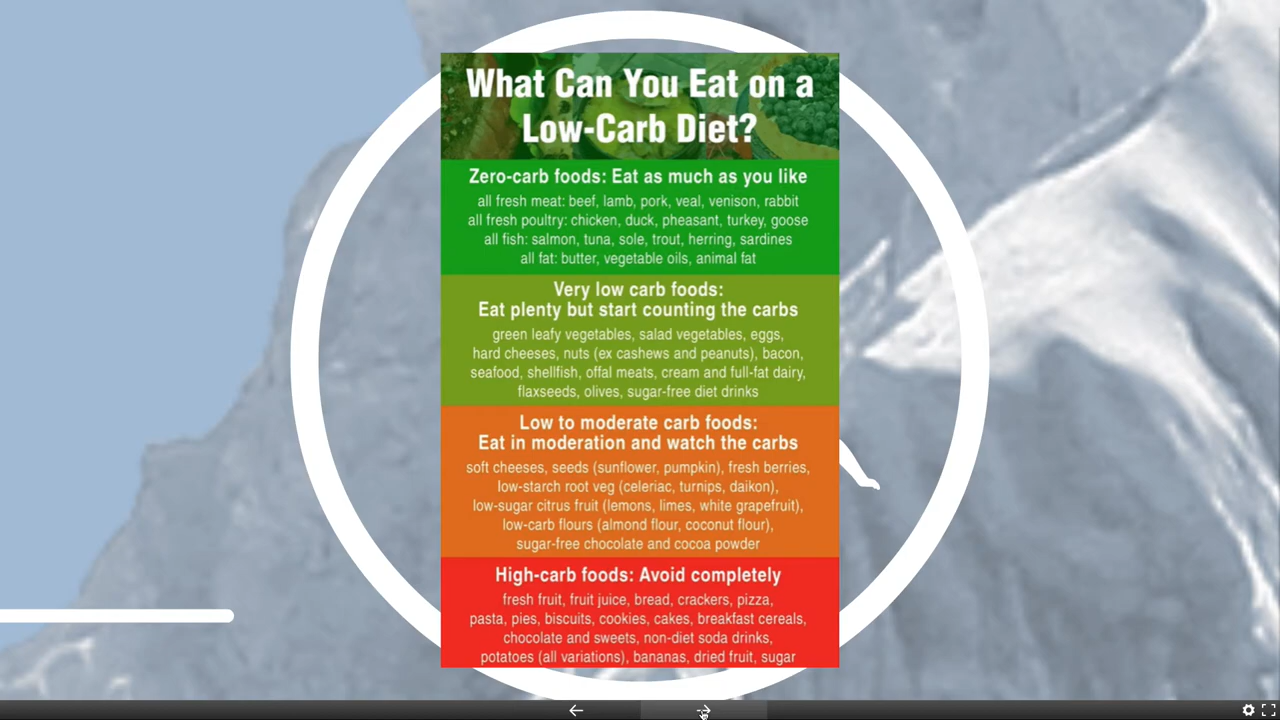 What Can You Eat on a
Low-Carb Diet?
Zero-carb foods: Eat as much as you like
all fresh meat: beef, lamb, pork, veal, venison, rabbit
all fresh poultry: chicken, duck, pheasant, turkey, goose
all fish: salmon, tuna, sole, trout, herring, sardines
all fat: butter, vegetable oils, animal fat
Very low carb foods:
Eat plenty but start counting the carbs
green leafy vegetables, salad vegetables, eggs,
hard cheeses, nuts (ex cashews and peanuts), bacon,
seafood, shellfish, offal meats, cream and full-fat dairy,
flaxseeds, olives, sugar-free diet drinks
Low to moderate carb foods:
Eat in moderation and watch the carbs
soft cheeses, seeds (sunflower, pumpkin), fresh berries,
low-starch root veg (celeriac, turnips, daikon),
low-sugar citrus fruit (lemons, limes, white grapefruit),
low-carb flours (almond flour, coconut flour),
sugar-free chocolate and cocoa powder
High-carb foods: Avoid completely
fresh fruit, fruit juice, bread, crackers, pizza,
pasta, pies, biscuits, cookies, cakes, breakfast cereals,
chocolate and sweets, non-diet soda drinks,
potatoes (all variations), bananas, dried fruit, sugar